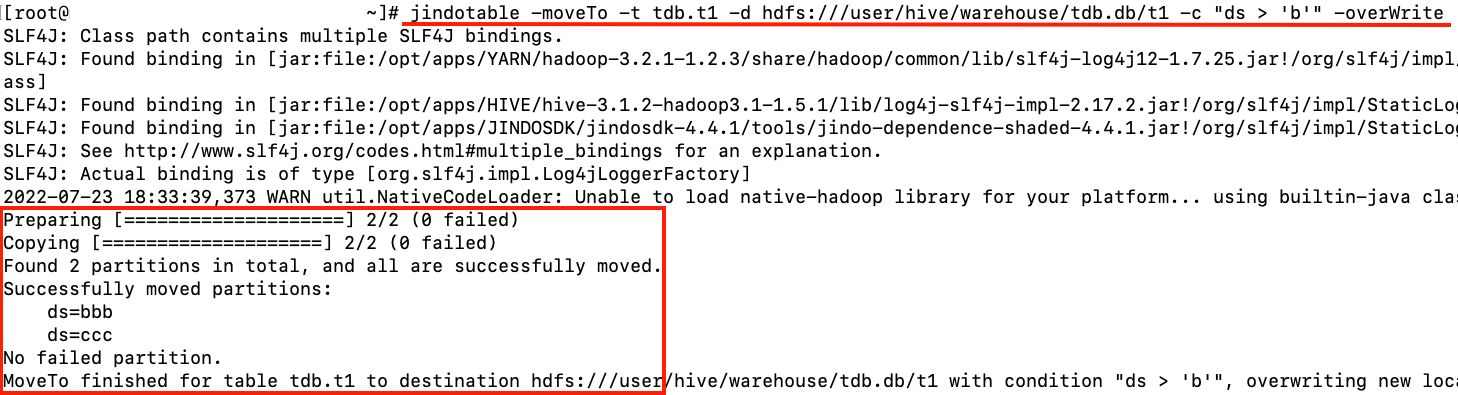 [root@ ~]# jindotable -moveTo -t tdb.t1 -d hdfs:///user/hive/warehouse/tdb.db/t1 -c "ds > 'b'" -overWrite
SLF4J: Class path contains multiple SLF4J bindings.
SLF4J: Found binding in [jar:file:/opt/apps/YARN/hadoop-3.2.1-1.2.3/share/hadoop/common/lib/slf4j-log4j12-1.7.25.jar!/org/slf4j/impl/
ass]
SLF4J: Found binding in [jar:file:/opt/apps/HIVE/hive-3.1.2-hadoop3.1-1.5.1/lib/log4j-slf4j-impl-2.17.2.jar!/org/slf4j/impl/StaticLog
SLF4J: Found binding in [jar:file:/opt/apps/JINDOSDK/jindosdk-4.4.1/tools/jindo-dependence-shaded-4.4.1.jar!/org/slf4j/impl/StaticLog
SLF4J: See http://www.slf4j.org/codes.html#multiple_bindings for an explanation.
SLF4J: Actual binding is of type [org.slf4j.impl.Log4jLoggerFactory]
2022-07-23 18:33:39,373 WARN util.NativeCodeLoader: Unable to load native-hadoop library for your platform... using builtin-java clas
Preparing [====================] 2/2 (0 failed)
Copying [====================] 2/2 (0 failed)
Found 2 partitions in total, and all are successfully moved.
Successfully moved partitions:
    ds=bbb
    ds=ccc
No failed partition.
MoveTo finished for table tdb.t1 to destination hdfs:///user/hive/warehouse/tdb.db/t1 with condition "ds > 'b'", overwriting new loca